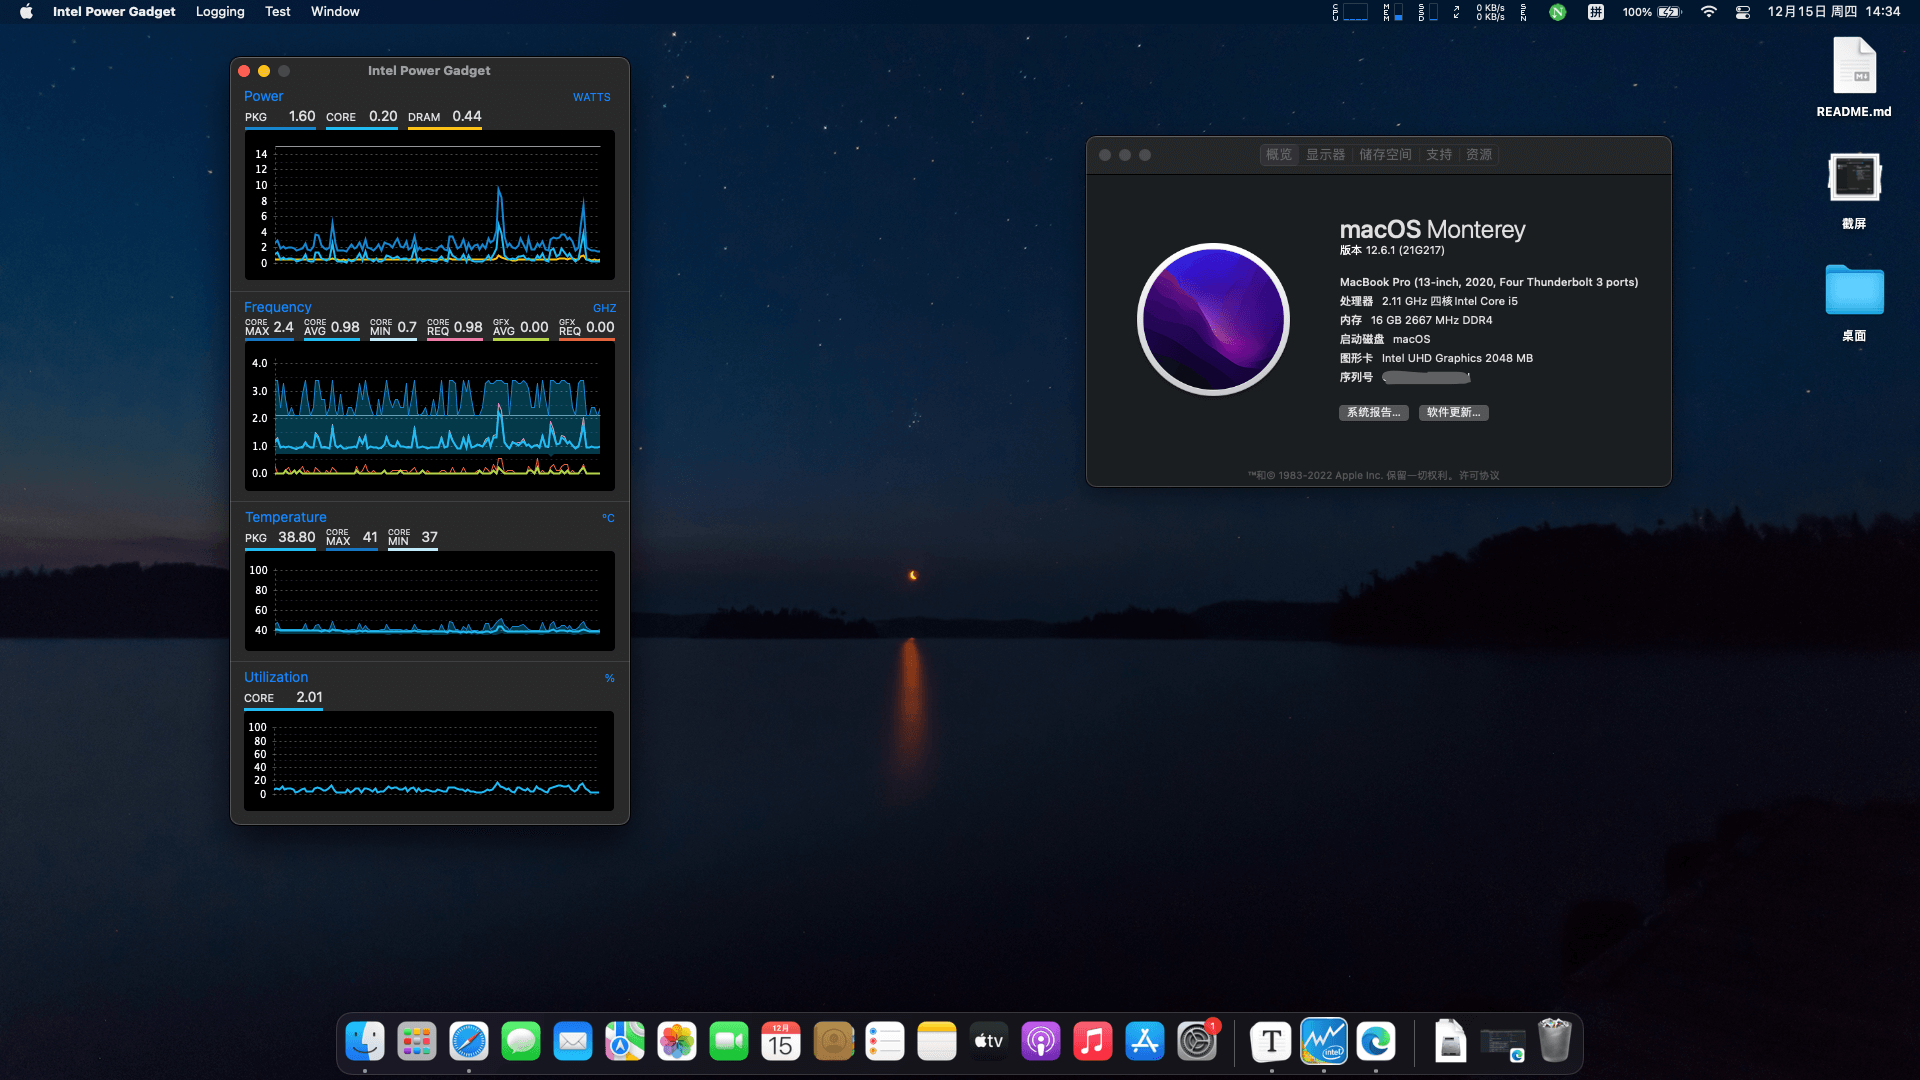 Intel Power Gadget Logging Test Window
CPU MEM SSD 0 KB/s 0 KB/s SEN N 拼 100% 12月15日 周四 14:34
Intel Power Gadget
Power WATTS
PKG 1.60 CORE 0.20 DRAM 0.44
14
12
10
8
6
4
2
0
Frequency GHZ
CORE MAX 2.4 CORE AVG 0.98 CORE MIN 0.7 CORE REQ 0.98 GFX AVG 0.00 GFX REQ 0.00
4.0
3.0
2.0
1.0
0.0
Temperature °C
PKG 38.80 CORE MAX 41 CORE MIN 37
100
80
60
40
Utilization %
CORE 2.01
100
80
60
40
20
0
概览 显示器 储存空间 支持 资源
macOS Monterey
版本 12.6.1 (21G217)
MacBook Pro (13-inch, 2020, Four Thunderbolt 3 ports)
处理器 2.11 GHz 四核Intel Core i5
内存 16 GB 2667 MHz DDR4
启动磁盘 macOS
图形卡 Intel UHD Graphics 2048 MB
序列号
系统报告... 软件更新...
™和© 1983-2022 Apple Inc. 保留一切权利。许可协议
README.md
截屏
桌面
12月
15
tv
1
T
intel